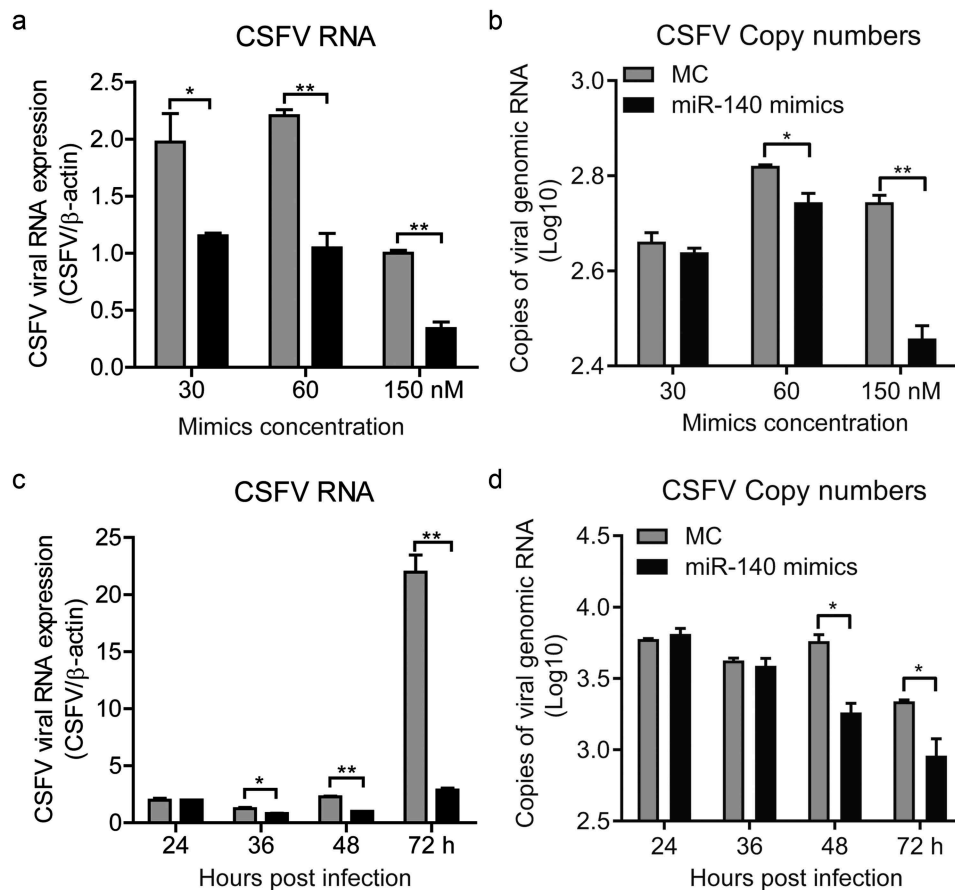 a
CSFV RNA
CSFV viral RNA expression
(CSFV/β-actin)
2.5
2.0
1.5
1.0
0.5
0.0
*
**
**
30
60
150 nM
Mimics concentration
b
CSFV Copy numbers
MC
miR-140 mimics
Copies of viral genomic RNA
(Log10)
3.0
2.8
2.6
2.4
*
**
30
60
150 nM
Mimics concentration
c
CSFV RNA
CSFV viral RNA expression
(CSFV/β-actin)
25
20
15
10
5
0
*
**
**
24
36
48
72 h
Hours post infection
d
CSFV Copy numbers
MC
miR-140 mimics
Copies of viral genomic RNA
(Log10)
4.5
4.0
3.5
3.0
2.5
*
*
24
36
48
72 h
Hours post infection